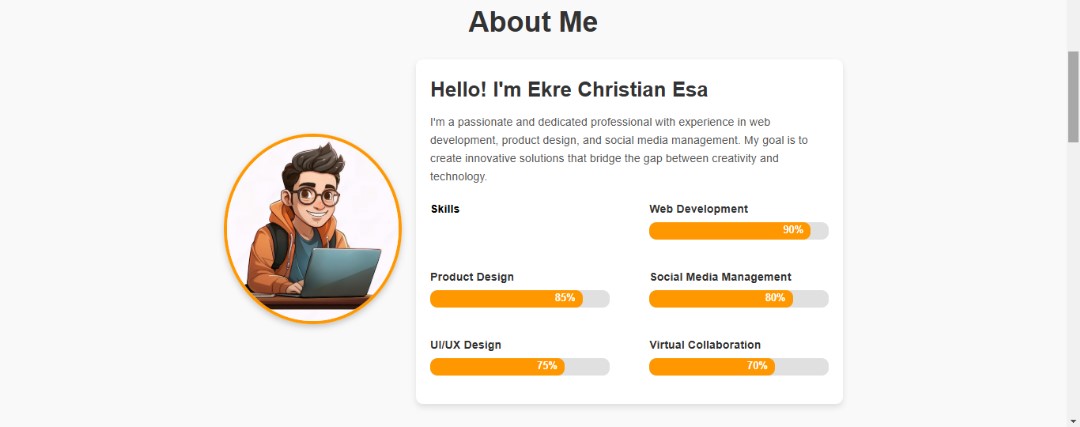 About Me
Hello! I'm Ekre Christian Esa
I'm a passionate and dedicated professional with experience in web
development, product design, and social media management. My goal is to
create innovative solutions that bridge the gap between creativity and
technology.
Skills
Web Development
90%
Product Design
85%
Social Media Management
80%
UI/UX Design
75%
Virtual Collaboration
70%